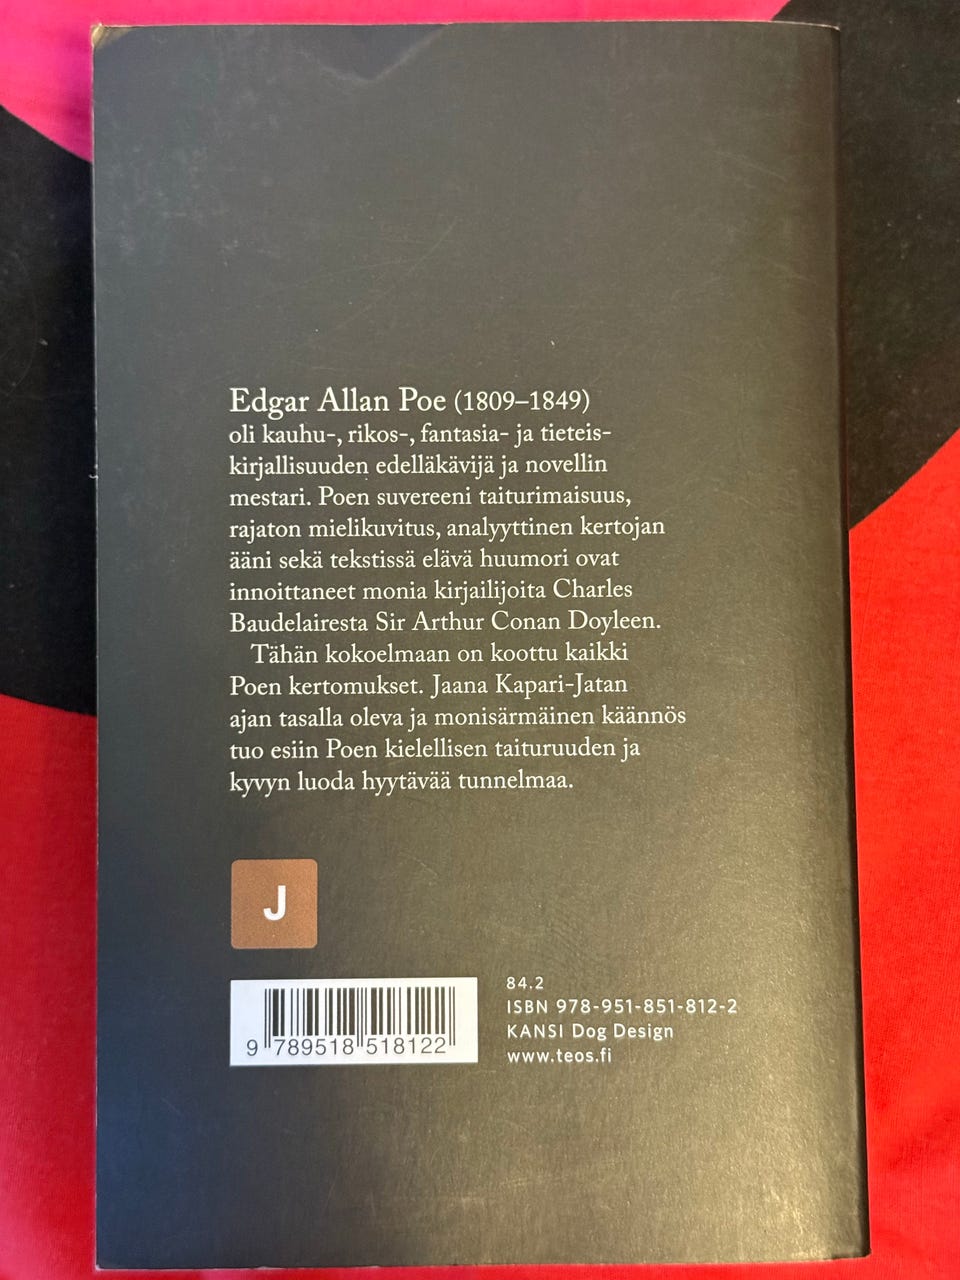 Edgar Allan Poe (1809–1849)
oli kauhu-, rikos-, fantasia- ja tieteis-
kirjallisuuden edelläkävijä ja novellin
mestari. Poen suvereeni taiturimaisuus,
rajaton mielikuvitus, analyyttinen kertojan
ääni sekä tekstissä elävä huumori ovat
innoittaneet monia kirjailijoita Charles
Baudelairesta Sir Arthur Conan Doyleen.
Tähän kokoelmaan on koottu kaikki
Poen kertomukset. Jaana Kapari-Jatan
ajan tasalla oleva ja monisärmäinen käännös
tuo esiin Poen kielellisen taituruuden ja
kyvyn luoda hyytävää tunnelmaa.
J
84.2
ISBN 978-951-851-812-2
KANSI Dog Design
www.teos.fi
9 789518 518122